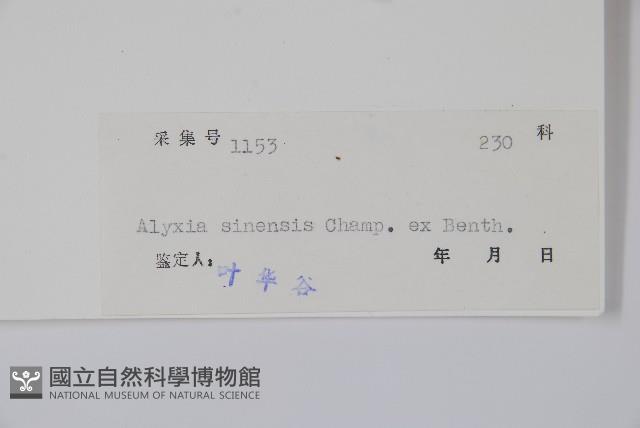 采集号 1153 230 科
Alyxia sinensis Champ. ex Benth.
鉴定人: 叶华谷 年 月 日
國立自然科學博物館
NATIONAL MUSEUM OF NATURAL SCIENCE